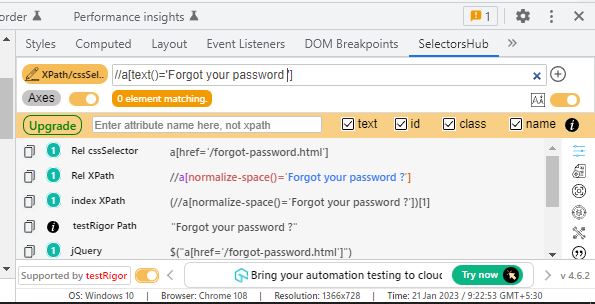 order
Performance insights
1
Styles Computed Layout Event Listeners DOM Breakpoints SelectorsHub
XPath/cssSel.. //a[text()='Forgot your password ']
Axes 0 element matching.
Upgrade Enter attribute name here, not xpath text id class name
1 Rel cssSelector a[href='/forgot-password.html']
1 Rel XPath //a[normalize-space()='Forgot your password ?']
1 index XPath (//a[normalize-space()='Forgot your password ?'])[1]
testRigor Path "Forgot your password ?"
1 jQuery $("a[href='/forgot-password.html']")
Supported by testRigor Bring your automation testing to cloud Try now v 4.6.2
OS: Windows 10 | Browser: Chrome 108 | Resolution: 1366x728 | Time: 21 Jan 2023 / 9:22:53 GMT+5:30